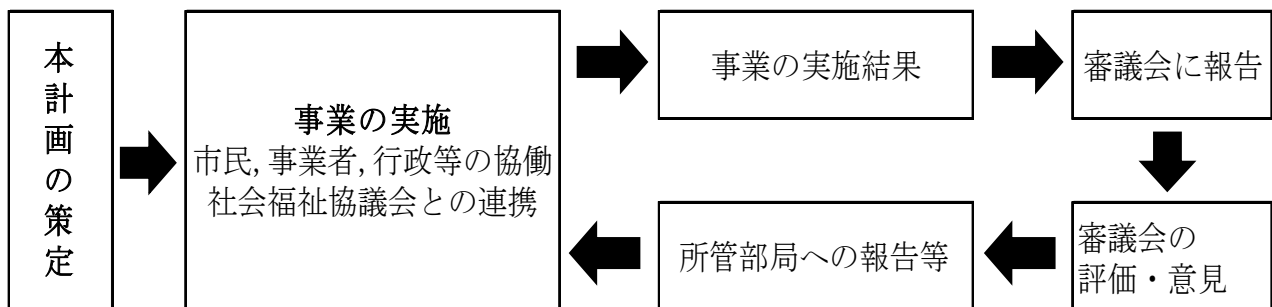 本計画の策定
事業の実施
市民,事業者,行政等の協働
社会福祉協議会との連携
事業の実施結果
審議会に報告
審議会の
評価・意見
所管部局への報告等